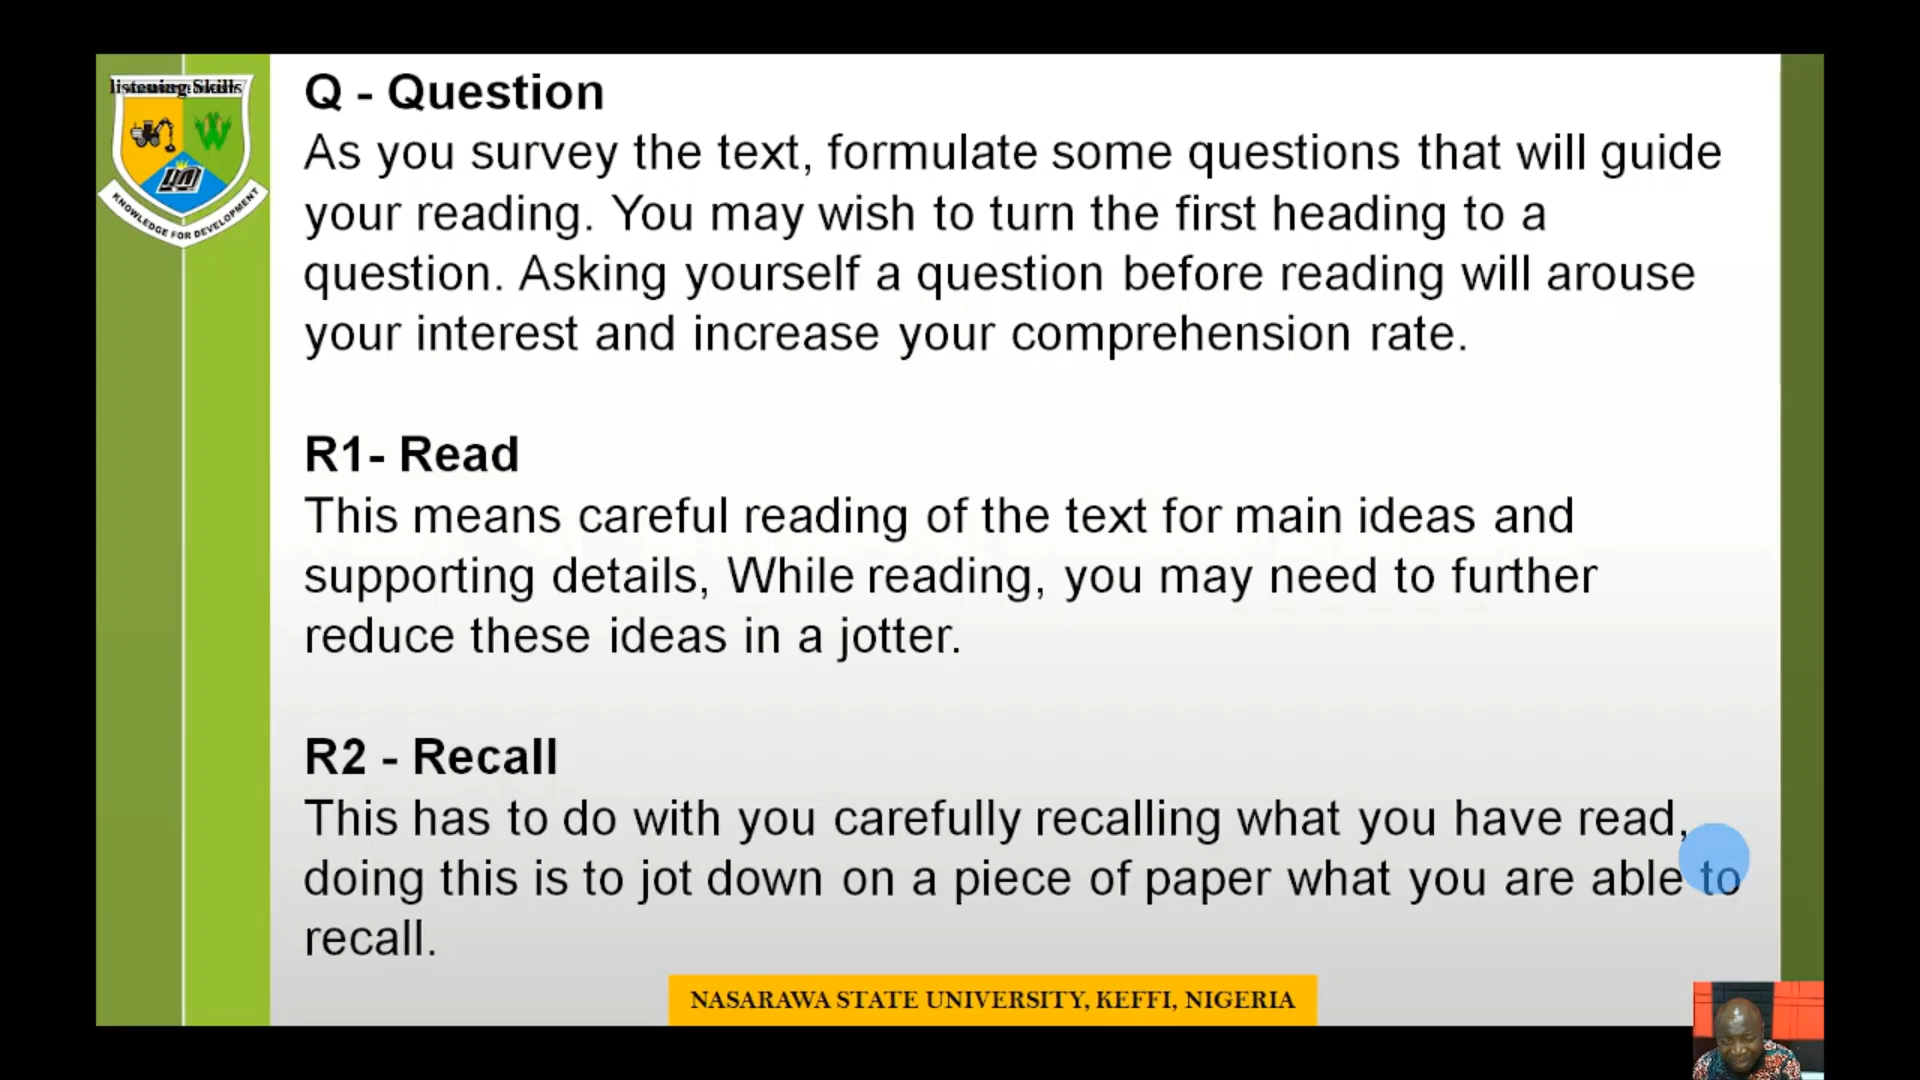 listening Skills
KNOWLEDGE FOR DEVELOPMENT
Q - Question
As you survey the text, formulate some questions that will guide
your reading. You may wish to turn the first heading to a
question. Asking yourself a question before reading will arouse
your interest and increase your comprehension rate.
R1- Read
This means careful reading of the text for main ideas and
supporting details, While reading, you may need to further
reduce these ideas in a jotter.
R2 - Recall
This has to do with you carefully recalling what you have read,
doing this is to jot down on a piece of paper what you are able to
recall.
NASARAWA STATE UNIVERSITY, KEFFI, NIGERIA